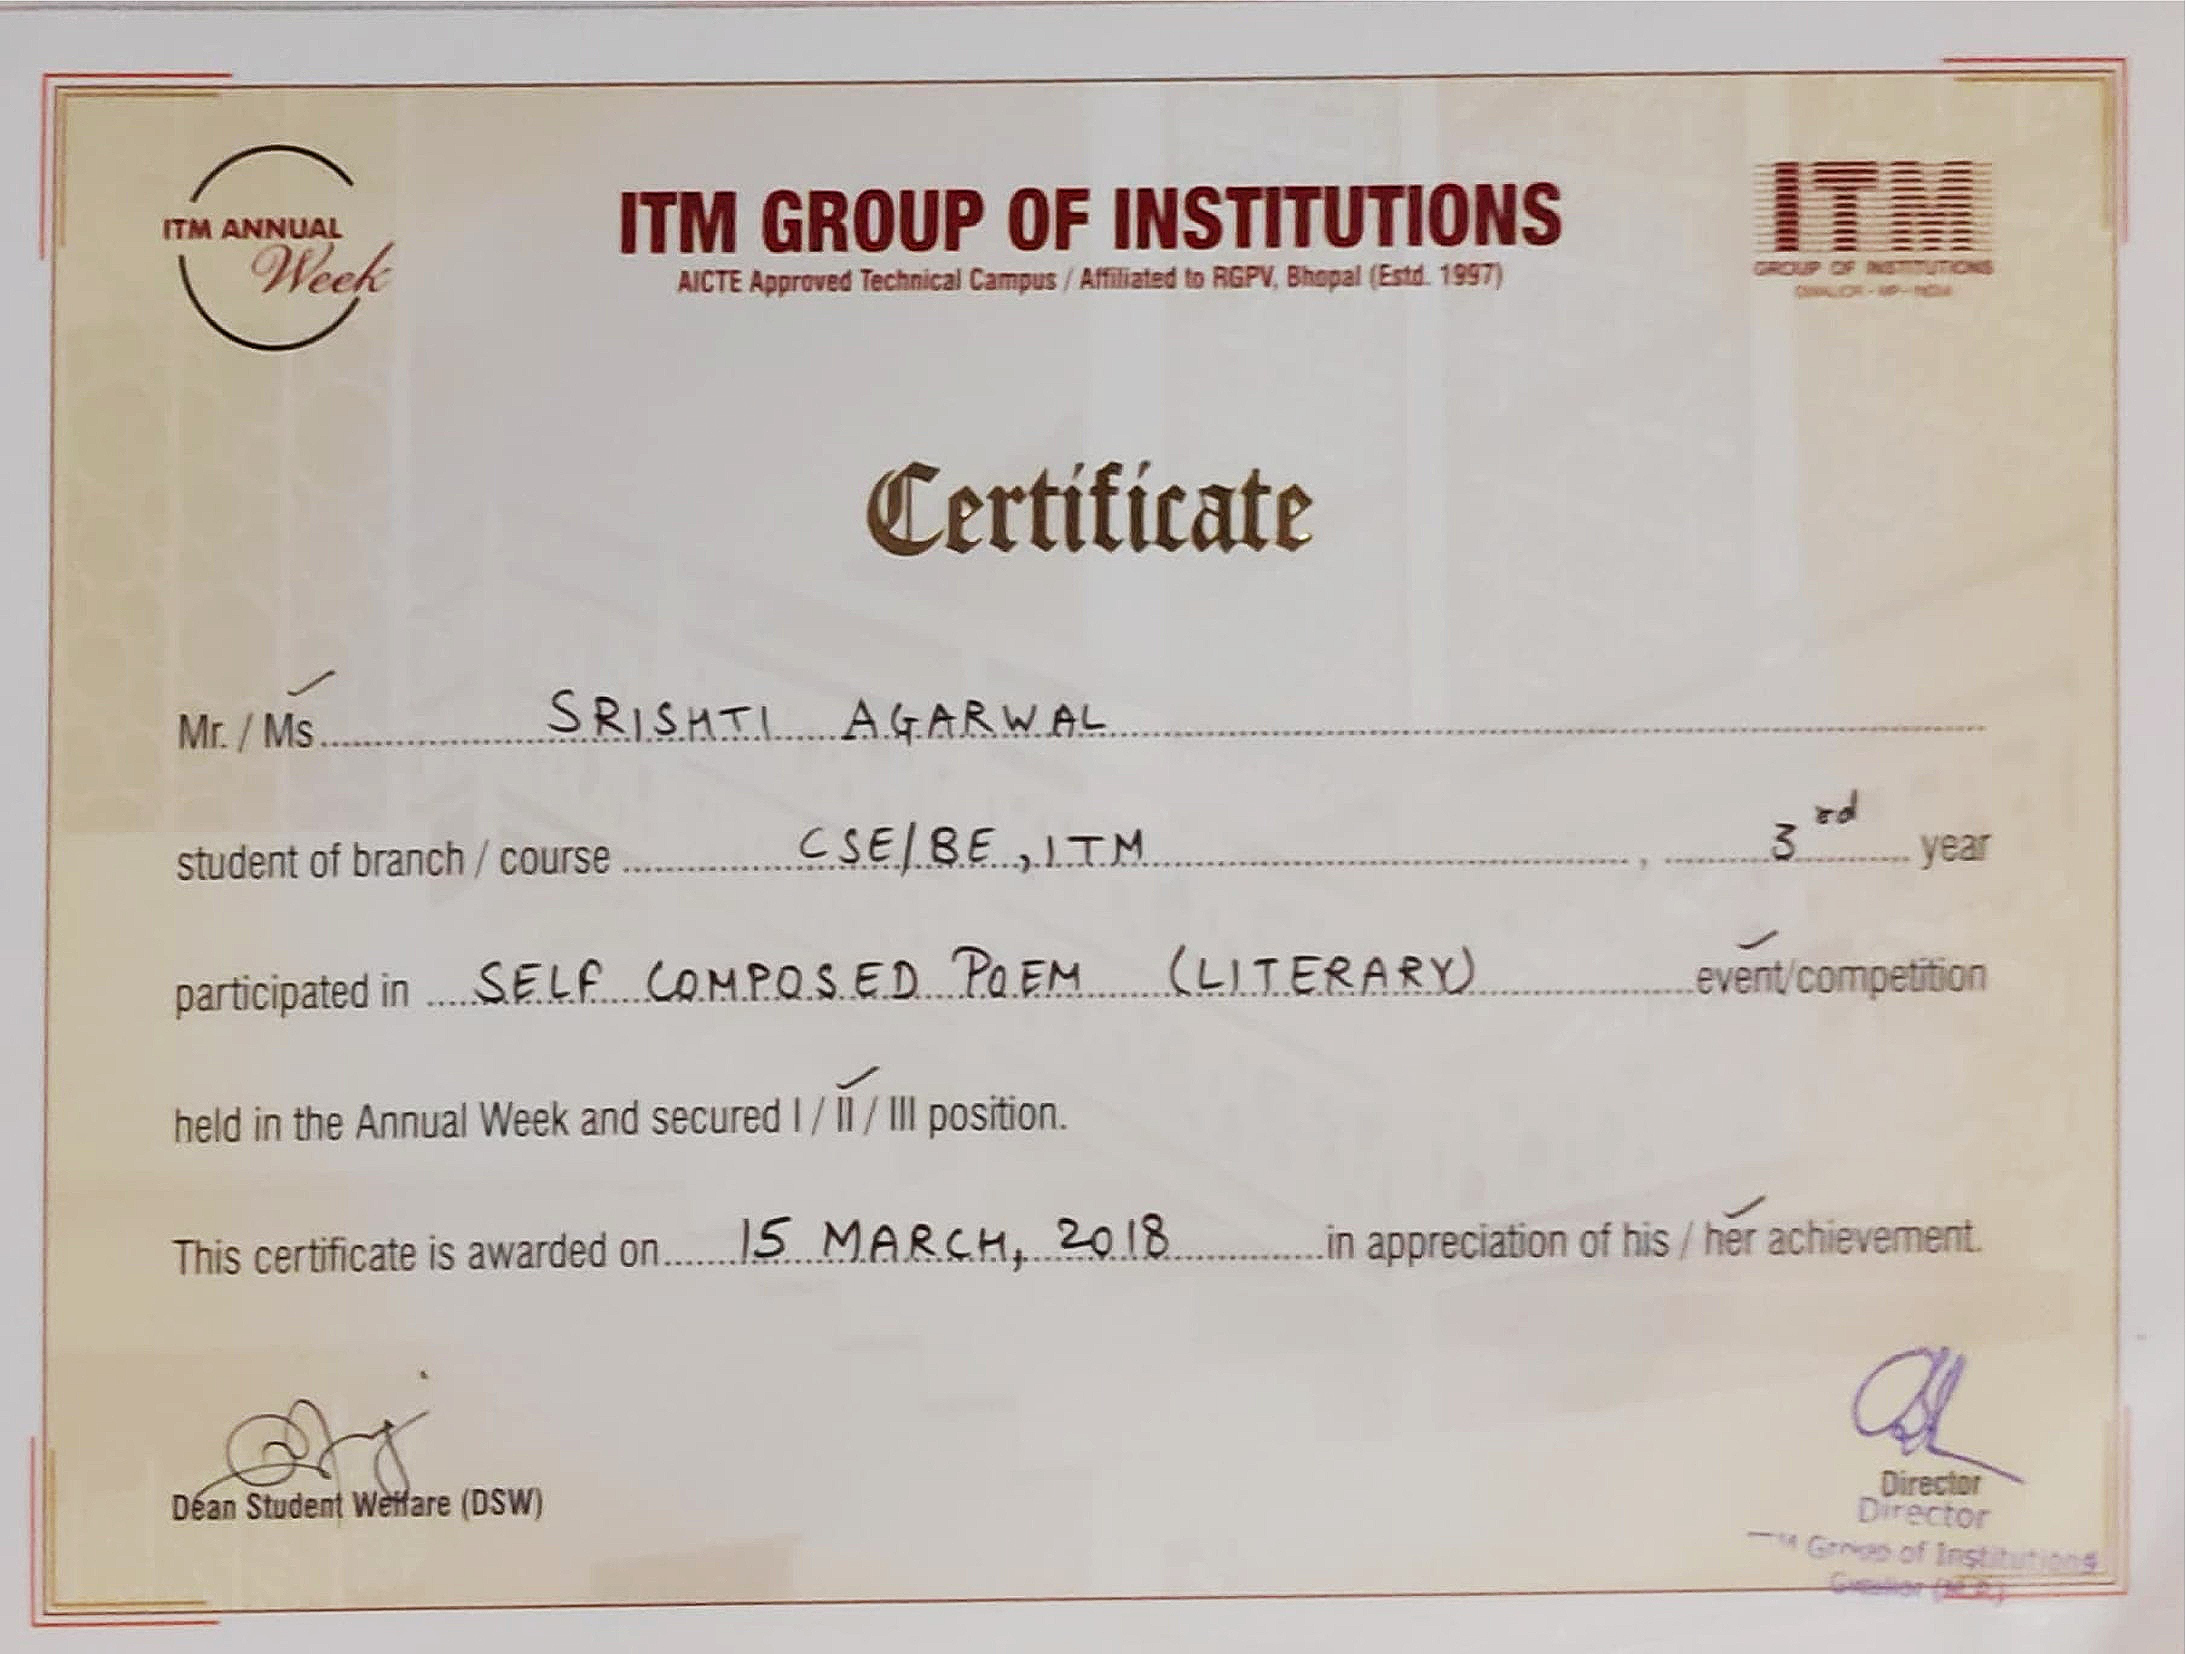 ITM ANNUAL
Week
ITM GROUP OF INSTITUTIONS
AICTE Approved Technical Campus / Affiliated to RGPV, Bhopal (Estd. 1997)
ITM
GROUP OF INSTITUTIONS
GWALIOR - MP - INDIA
Certificate
Mr. / Ms SRISHTI AGARWAL
student of branch / course CSE/BE, ITM , 3rd year
participated in SELF COMPOSED POEM (LITERARY) event/competition
held in the Annual Week and secured I / II / III position.
This certificate is awarded on 15 MARCH, 2018 in appreciation of his / her achievement.
Dean Student Welfare (DSW)
Director
Director
Group of Institutions
Gwalior (M.P.)